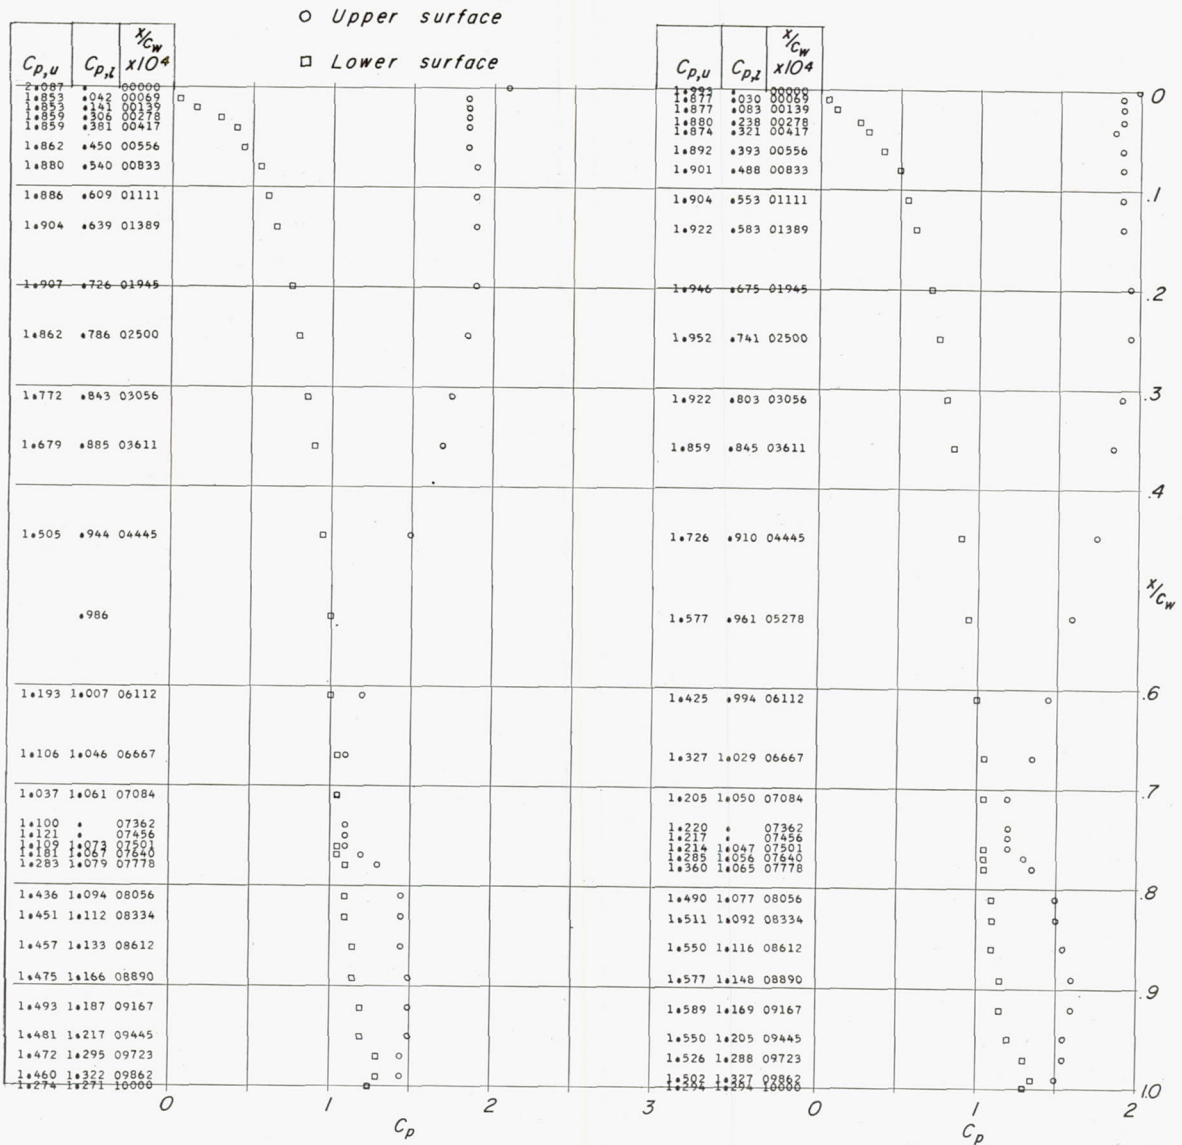 ○ Upper surface
□ Lower surface
Cp,u Cp,l x/cw x10⁴
2.087 . 00000
1.853 .042 00069
1.853 .141 00139
1.859 .306 00278
1.859 .381 00417
1.862 .450 00556
1.880 .540 00833
1.886 .609 01111
1.904 .639 01389
1.907 .726 01945
1.862 .786 02500
1.772 .843 03056
1.679 .885 03611
1.505 .944 04445
.986
1.193 1.007 06112
1.106 1.046 06667
1.037 1.061 07084
1.100 . 07362
1.121 . 07456
1.109 1.073 07501
1.181 1.067 07640
1.283 1.079 07778
1.436 1.094 08056
1.451 1.112 08334
1.457 1.133 08612
1.475 1.166 08890
1.493 1.187 09167
1.481 1.217 09445
1.472 1.295 09723
1.460 1.322 09862
1.274 1.271 10000
0 1 2 3
Cp
Cp,u Cp,l x/cw x10⁴
1.993 . 00000
1.877 .030 00069
1.877 .083 00139
1.880 .238 00278
1.874 .321 00417
1.892 .393 00556
1.901 .488 00833
1.904 .553 01111
1.922 .583 01389
1.946 .675 01945
1.952 .741 02500
1.922 .803 03056
1.859 .845 03611
1.726 .910 04445
1.577 .961 05278
1.425 .994 06112
1.327 1.029 06667
1.205 1.050 07084
1.220 . 07362
1.217 . 07456
1.214 1.047 07501
1.285 1.056 07640
1.360 1.065 07778
1.490 1.077 08056
1.511 1.092 08334
1.550 1.116 08612
1.577 1.148 08890
1.589 1.169 09167
1.550 1.205 09445
1.526 1.288 09723
1.502 1.327 09862
1.294 1.294 10000
0 1 2
Cp
0
.1
.2
.3
.4
x/cw
.6
.7
.8
.9
1.0